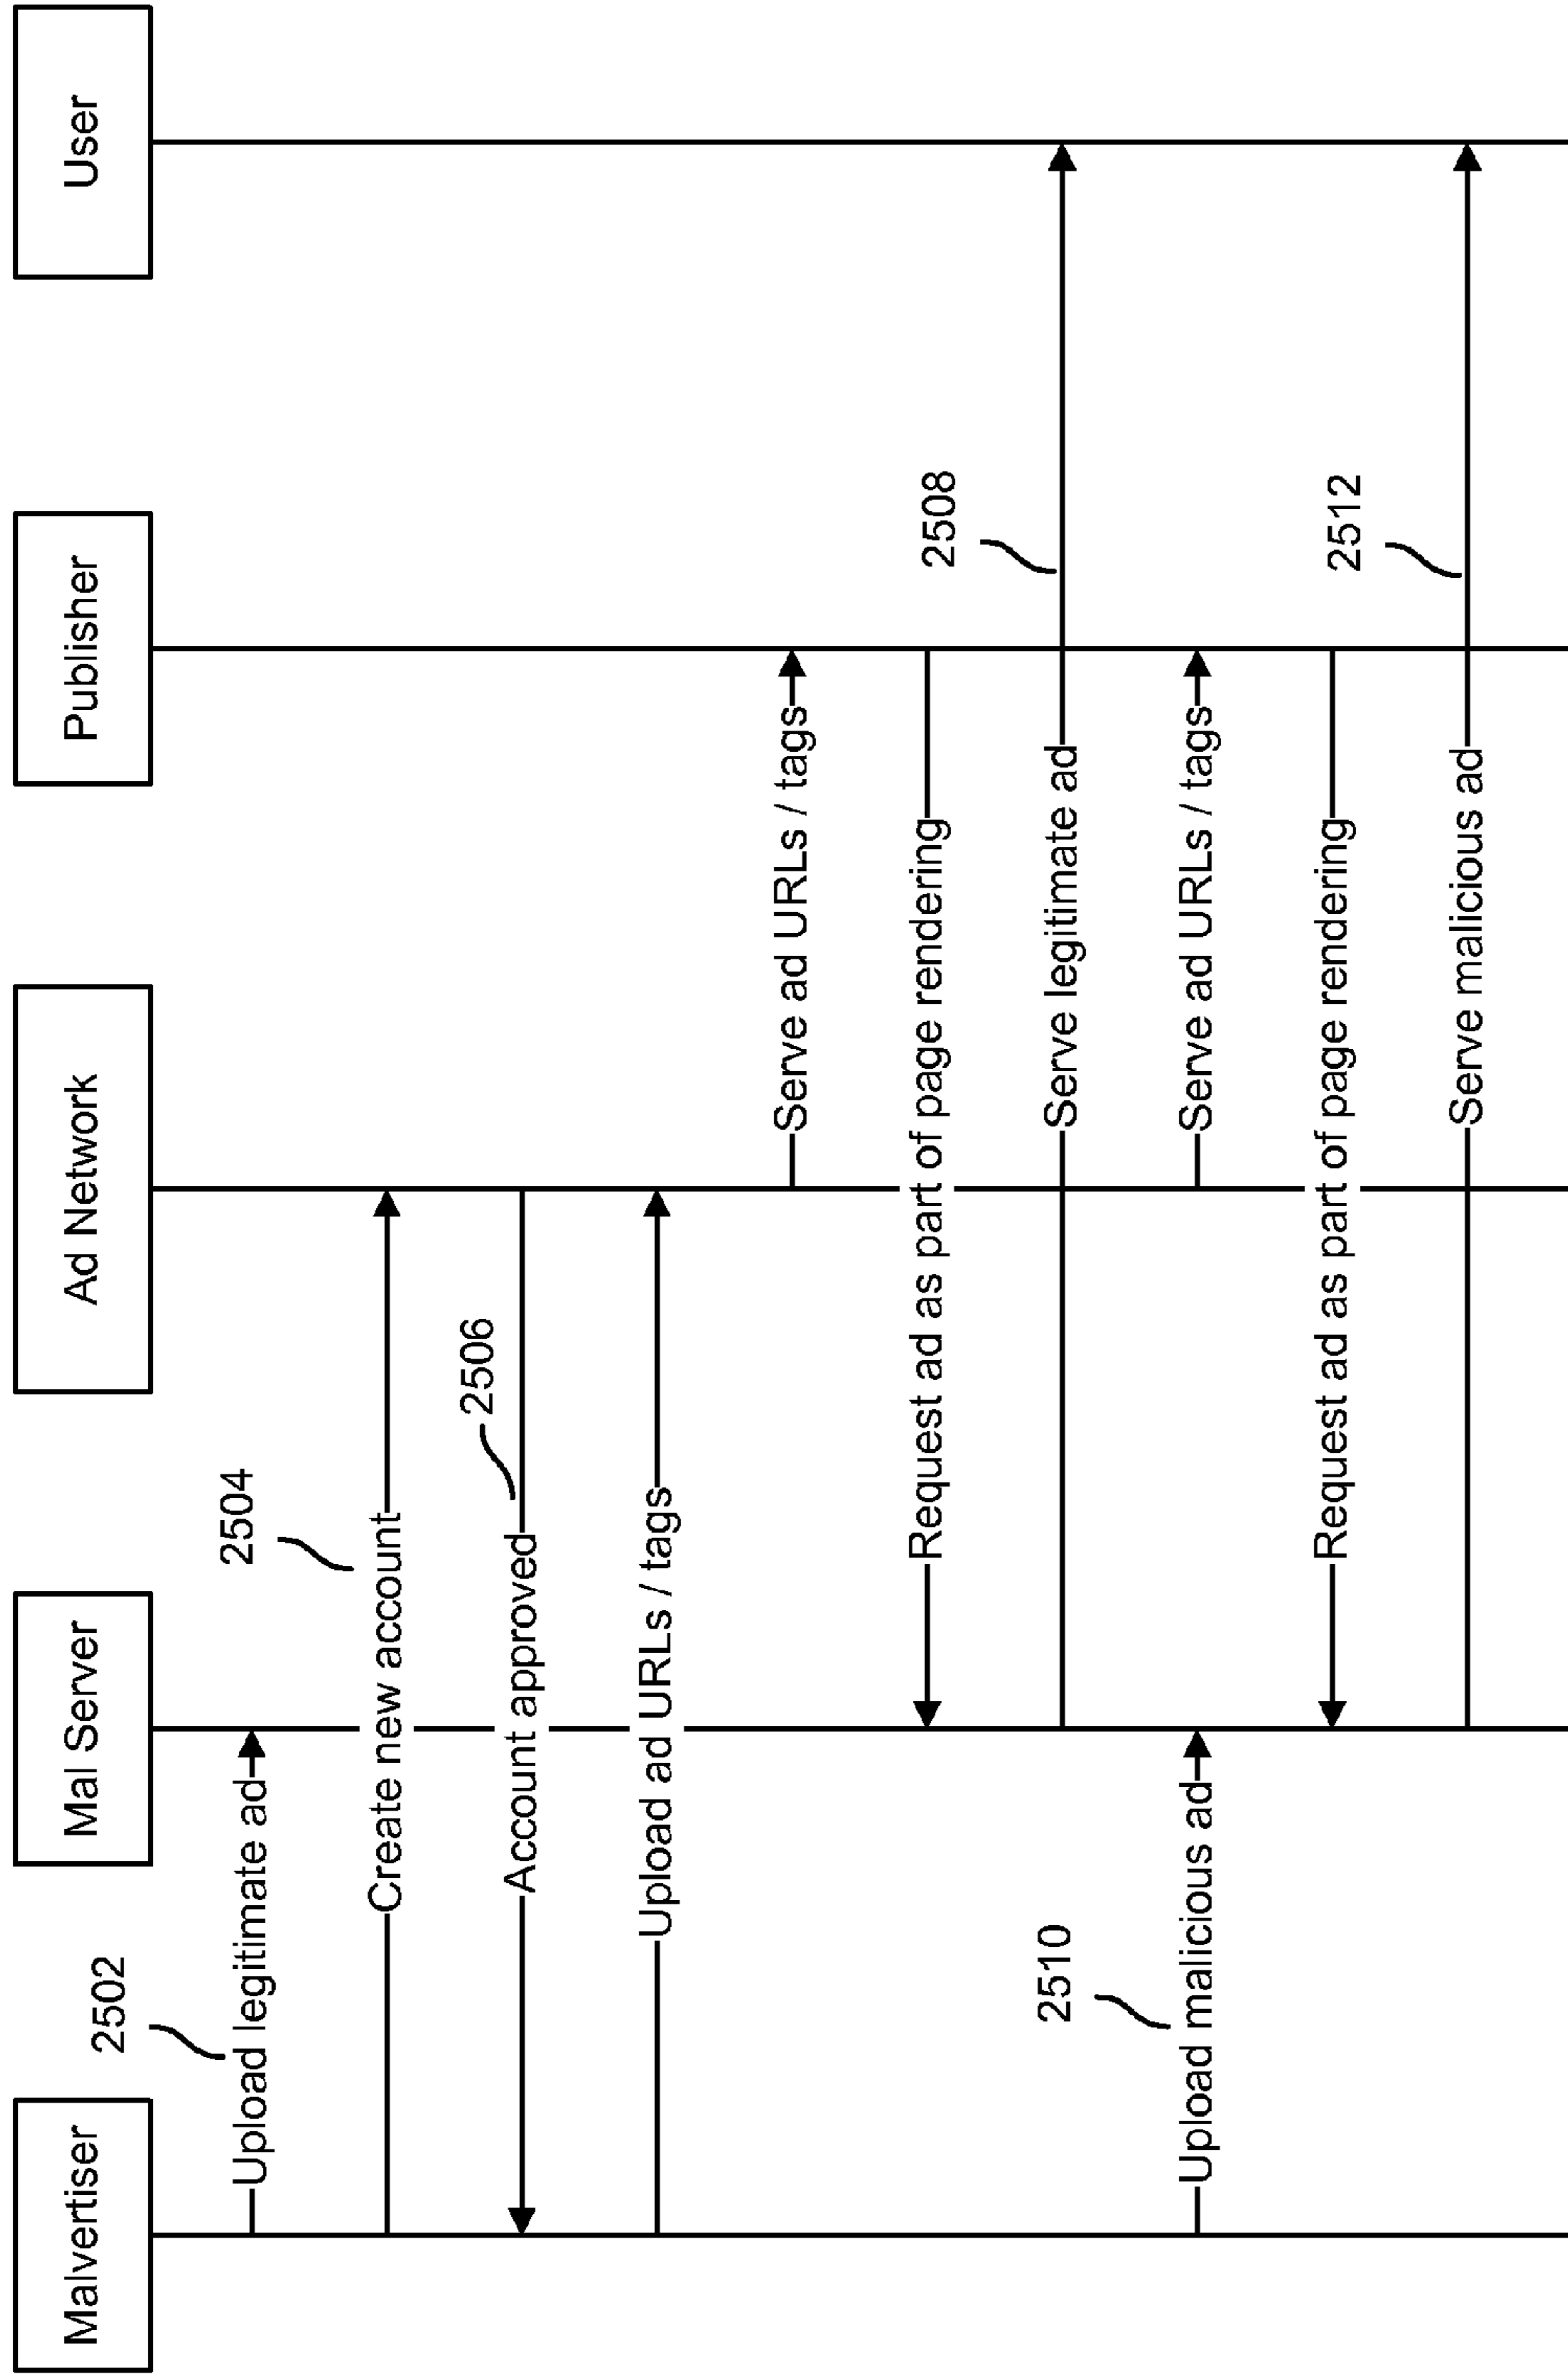 Malvertiser
Mal Server
Ad Network
Publisher
User
2502
Upload legitimate ad
2504
Create new account
2506
Account approved
Upload ad URLs / tags
Serve ad URLs / tags
2508
Request ad as part of page rendering
Serve legitimate ad
2510
Upload malicious ad
Serve ad URLs / tags
2512
Request ad as part of page rendering
Serve malicious ad